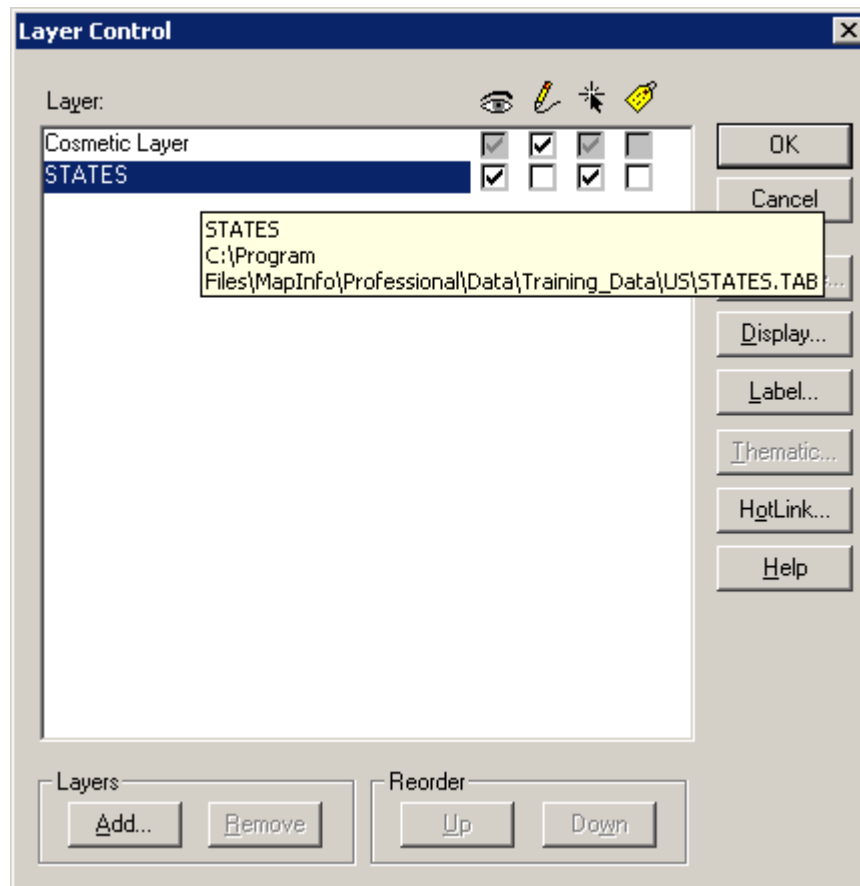 Layer Control
Layer:
Cosmetic Layer
STATES
STATES
C:\Program
Files\MapInfo\Professional\Data\Training_Data\US\STATES.TAB
OK
Cancel
Display...
Label...
Thematic...
HotLink...
Help
Layers
Add...
Remove
Reorder
Up
Down